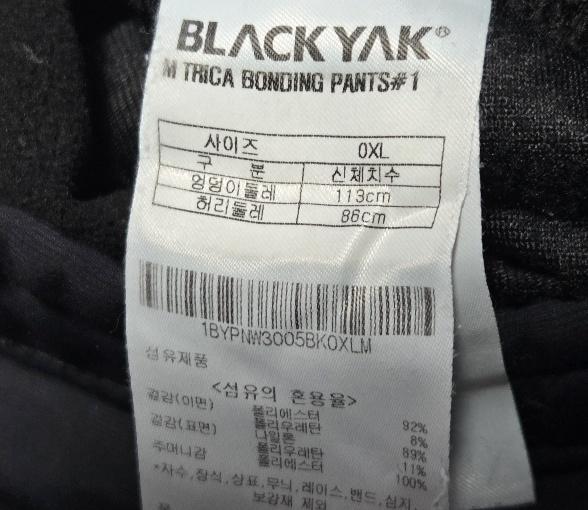 BLACKYAK®
M TRICA BONDING PANTS#1
사이즈 0XL
구 분 신체치수
엉덩이둘레 113cm
허리둘레 86cm
1BYPNW3005BK0XLM
섬유제품
<섬유의 혼용율>
겉감(이면) 폴리에스터 92%
폴리우레탄 8%
겉감(표면) 나일론 89%
폴리우레탄 11%
주머니감 폴리에스터 100%
*자수,장식,상표,무늬,레이스,밴드,심지,
보강재 제외